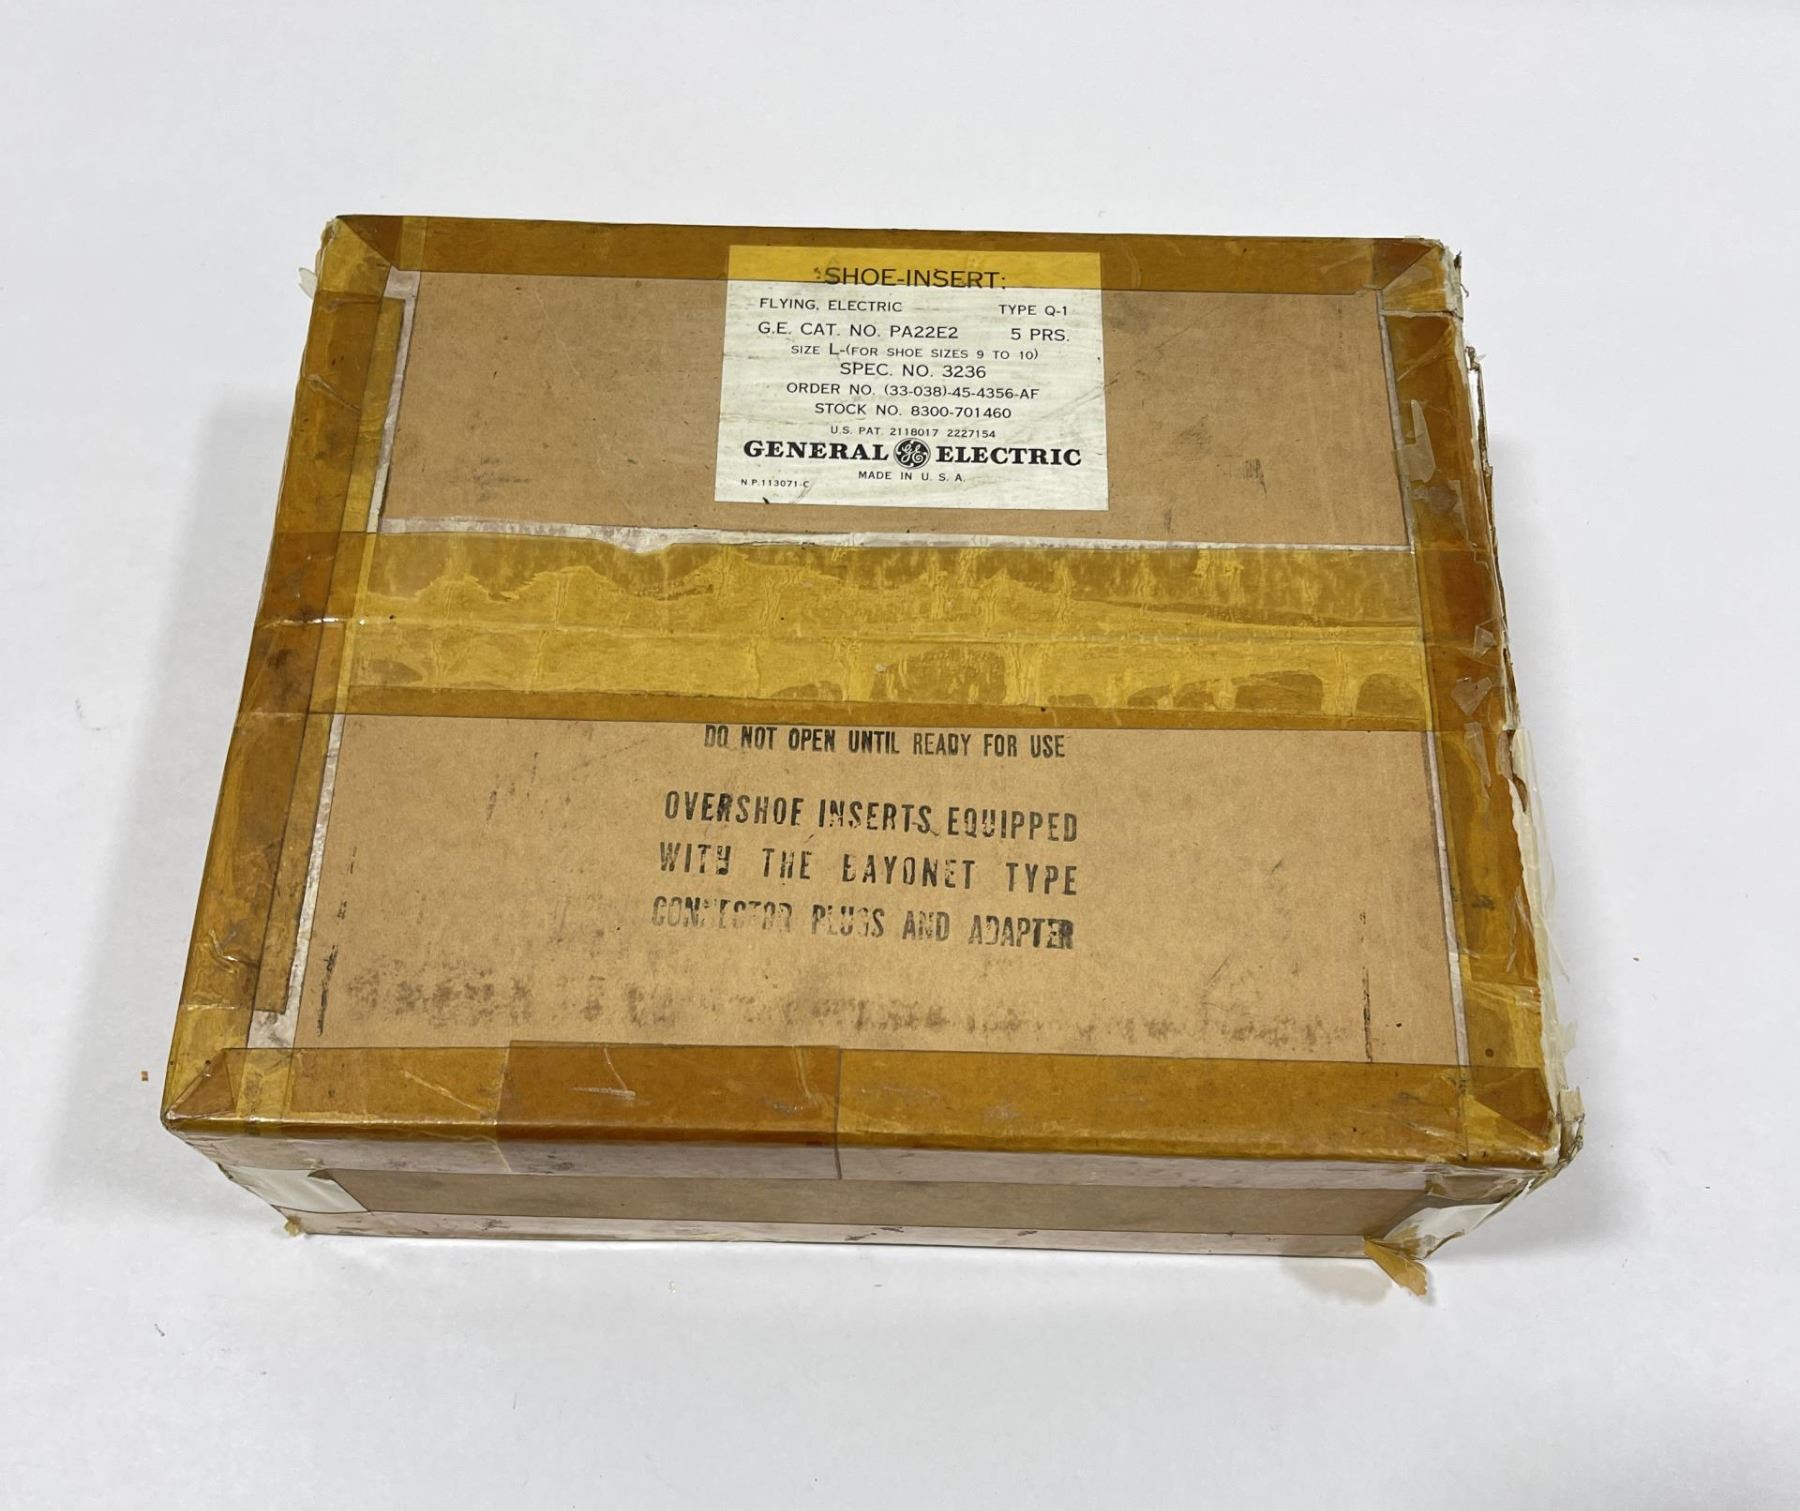 SHOE-INSERT:
FLYING, ELECTRIC TYPE Q-1
G.E. CAT. NO. PA22E2 5 PRS.
SIZE L-(FOR SHOE SIZES 9 TO 10)
SPEC. NO. 3236
ORDER NO. (33-038)-45-4356-AF
STOCK NO. 8300-701460
U.S. PAT. 2118017 2227154
GENERAL GE ELECTRIC
MADE IN U. S. A.
N.P.113071-C
DO NOT OPEN UNTIL READY FOR USE
OVERSHOE INSERTS EQUIPPED
WITH THE BAYONET TYPE
CONNECTOR PLUGS AND ADAPTER